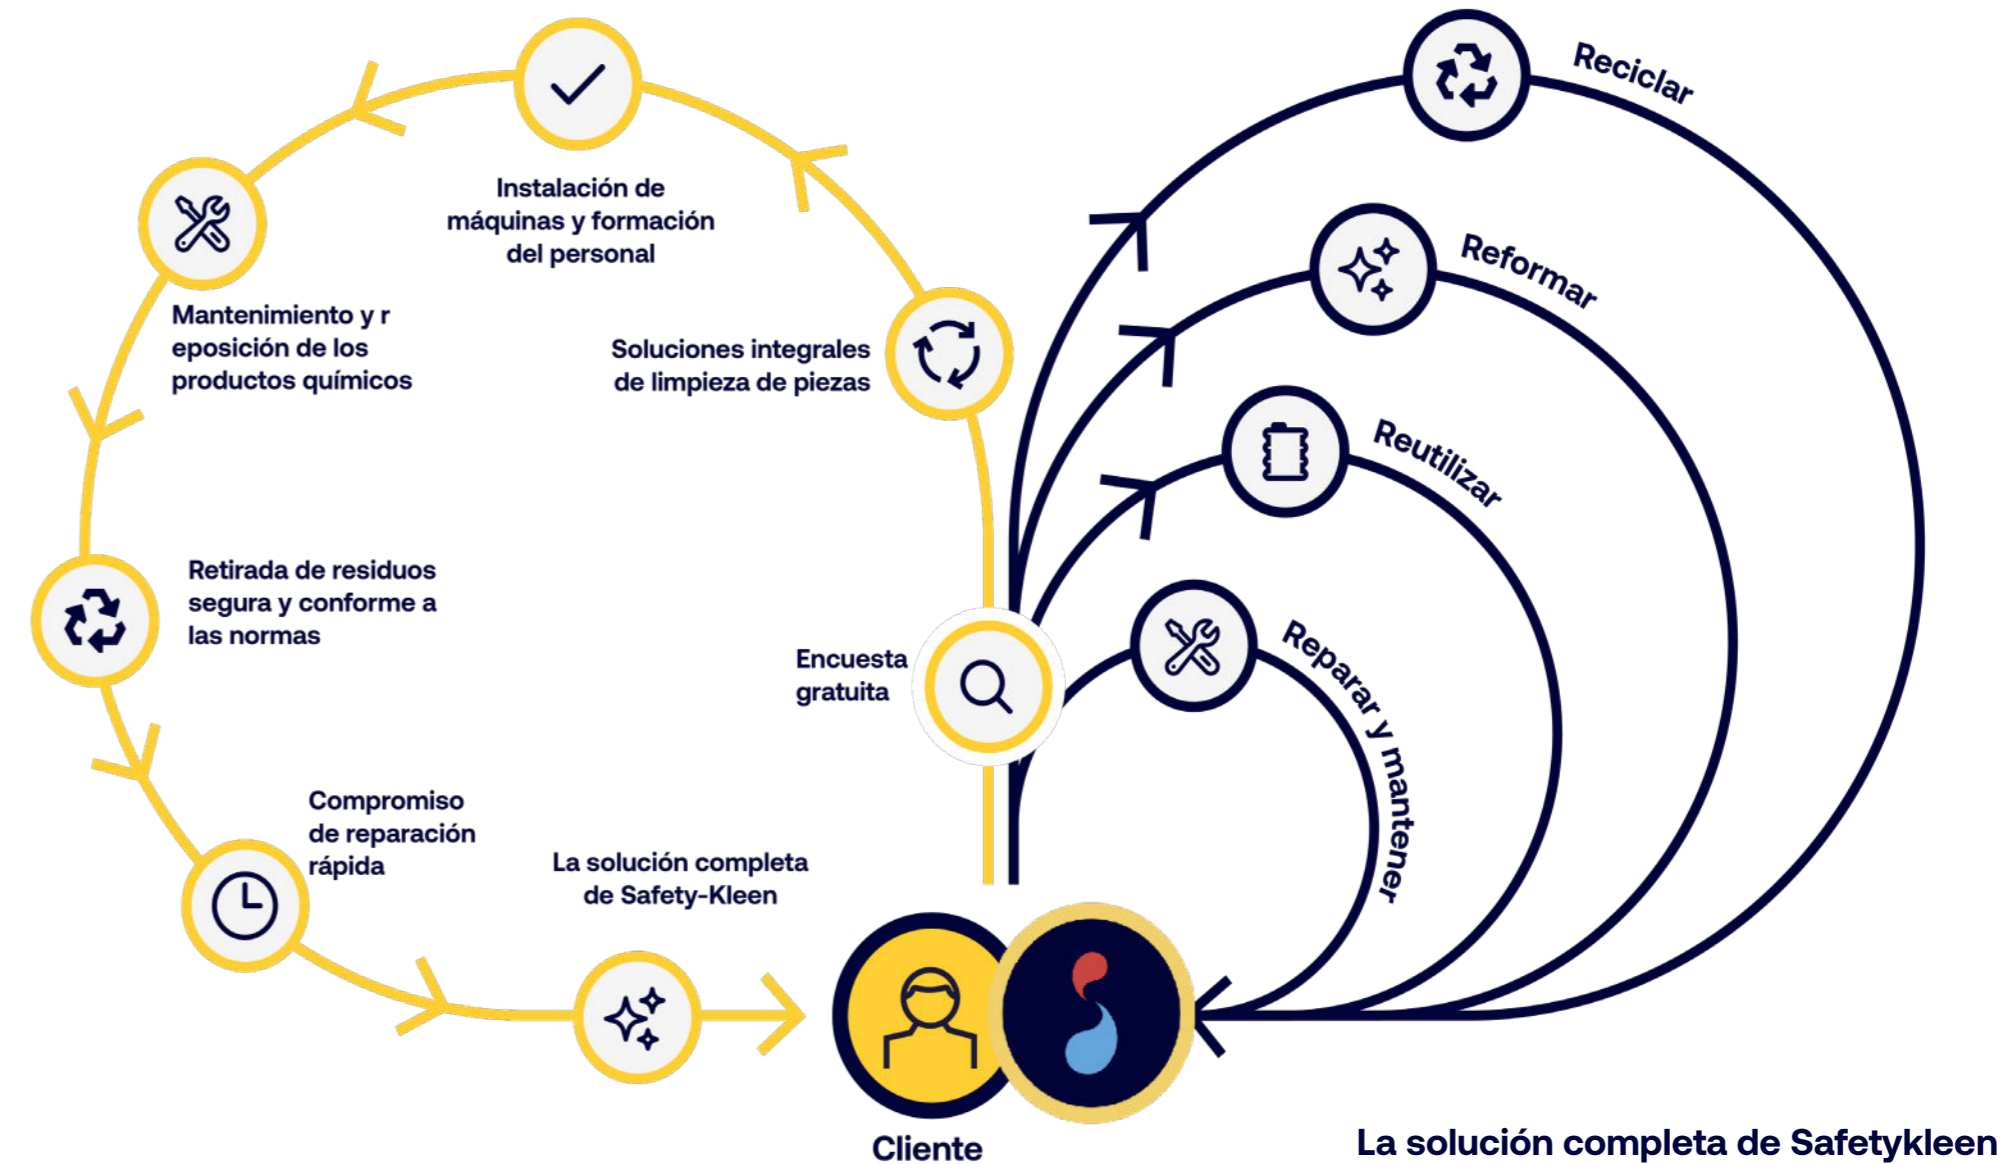 Reciclar
Instalación de
máquinas y formación
del personal
Reformar
Mantenimiento y r
eposición de los
productos químicos
Soluciones integrales
de limpieza de piezas
Reutilizar
Retirada de residuos
segura y conforme a
las normas
Encuesta
gratuita
Reparar y mantener
Compromiso
de reparación
rápida
La solución completa
de Safety-Kleen
Cliente
La solución completa de Safetykleen